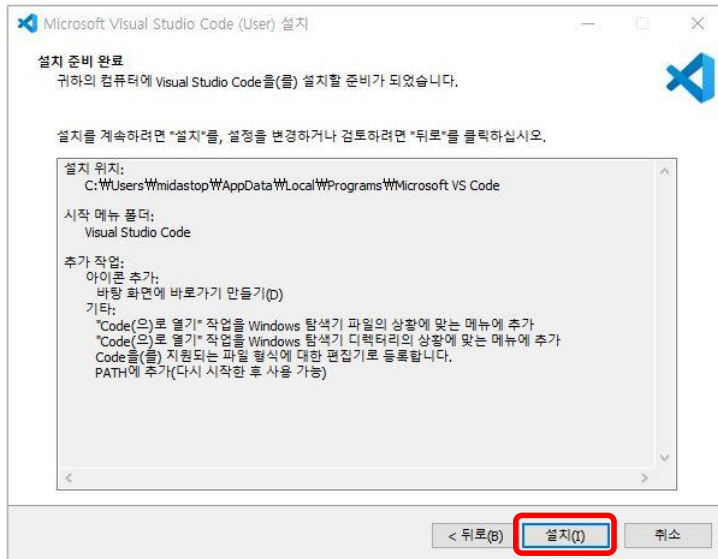 Microsoft Visual Studio Code (User) 설치
설치 준비 완료
귀하의 컴퓨터에 Visual Studio Code을(를) 설치할 준비가 되었습니다.
설치를 계속하려면 "설치"를, 설정을 변경하거나 검토하려면 "뒤로"를 클릭하십시오.
설치 위치:
C:₩Users₩midastop₩AppData₩Local₩Programs₩Microsoft VS Code
시작 메뉴 폴더:
Visual Studio Code
추가 작업:
아이콘 추가:
바탕 화면에 바로가기 만들기(D)
기타:
"Code(으)로 열기" 작업을 Windows 탐색기 파일의 상황에 맞는 메뉴에 추가
"Code(으)로 열기" 작업을 Windows 탐색기 디렉터리의 상황에 맞는 메뉴에 추가
Code을(를) 지원되는 파일 형식에 대한 편집기로 등록합니다.
PATH에 추가(다시 시작한 후 사용 가능)
< 뒤로(B) 설치(I) 취소